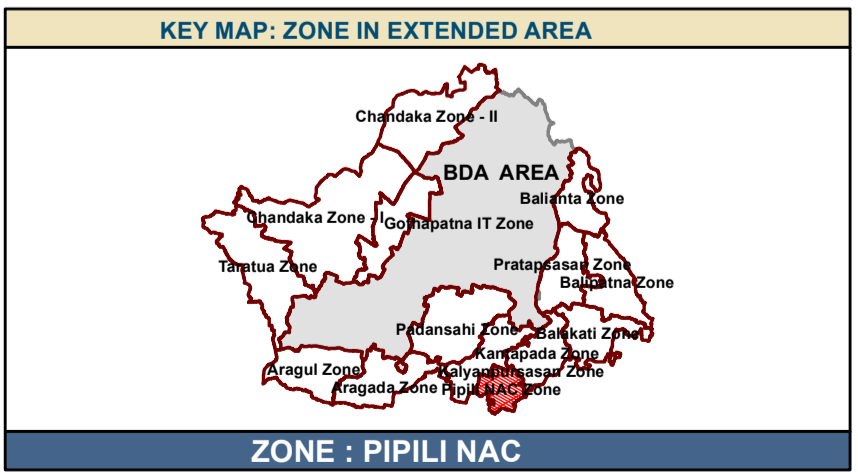 KEY MAP: ZONE IN EXTENDED AREA
Chandaka Zone - II
BDA AREA
Balianta Zone
Chandaka Zone - I
Gothapatna IT Zone
Taratua Zone
Pratapsasan Zone
Balipatna Zone
Padansahi Zone
Balakati Zone
Kantapada Zone
Aragul Zone
Kalyanpursasan Zone
Aragada Zone
Pipili NAC Zone
ZONE : PIPILI NAC